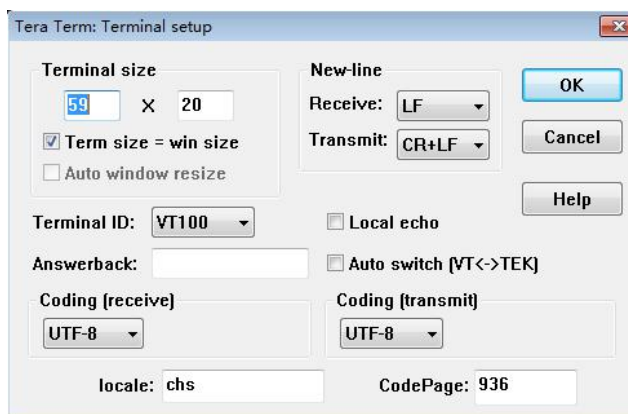 Tera Term: Terminal setup
Terminal size
59 X 20
Term size = win size
Auto window resize
New-line
Receive: LF
Transmit: CR+LF
OK
Cancel
Help
Terminal ID: VT100
Local echo
Answerback:
Auto switch (VT<->TEK)
Coding (receive)
UTF-8
Coding (transmit)
UTF-8
locale: chs
CodePage: 936